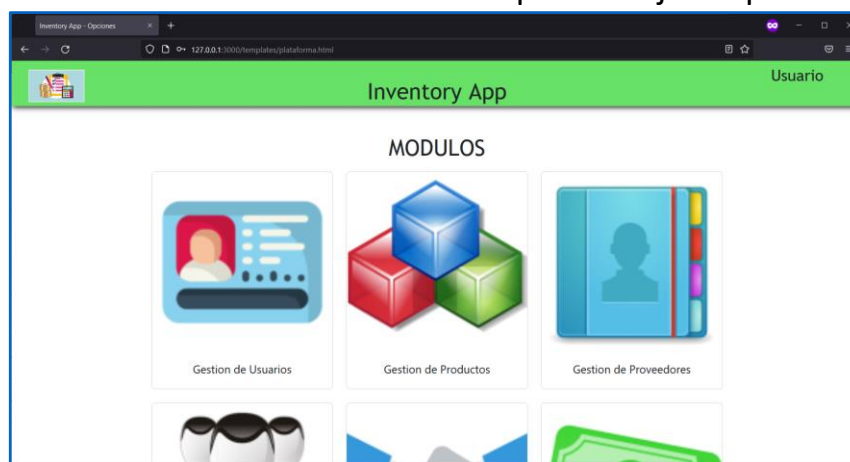 Inventory App - Opciones
127.0.0.1:3000/templates/plataforma.html
Usuario
Inventory App
MODULOS
Gestion de Usuarios
Gestion de Productos
Gestion de Proveedores